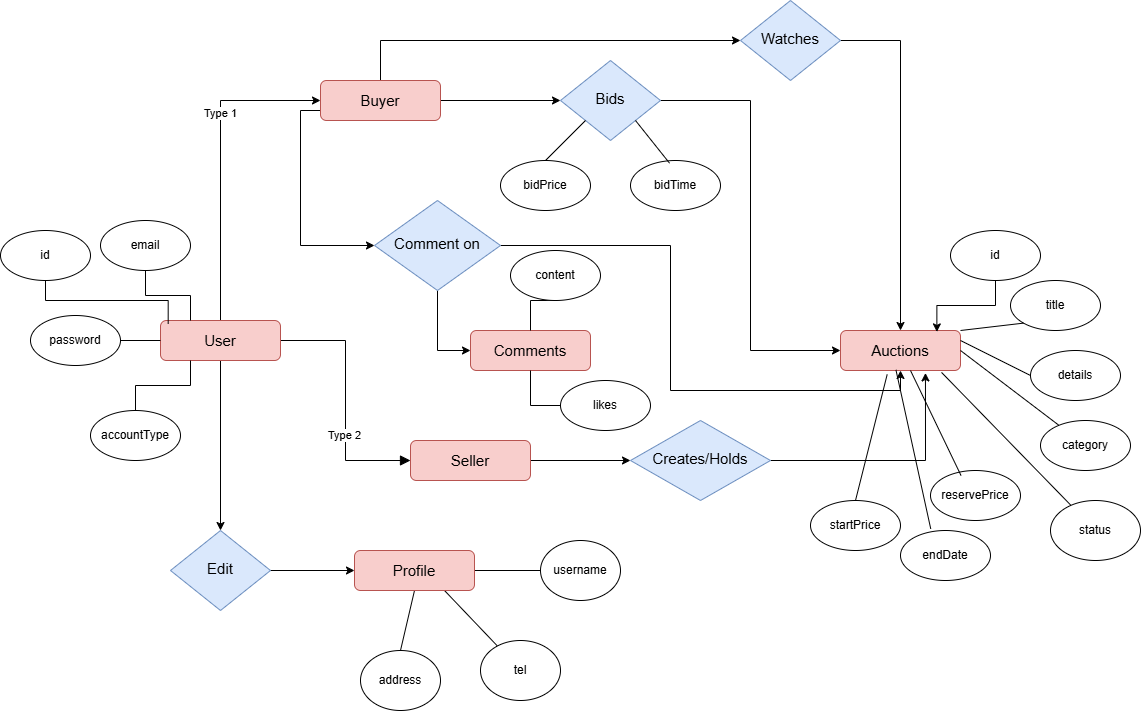 Watches
Buyer
Bids
Type 1
bidPrice
bidTime
Comment on
id
email
content
id
title
password
User
Comments
Auctions
details
likes
accountType
Type 2
category
Seller
Creates/Holds
reservePrice
startPrice
status
endDate
Edit
Profile
username
address
tel